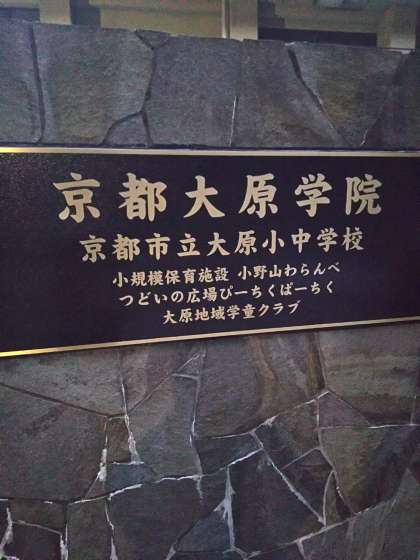 京都大原学院
京都市立大原小中学校
小規模保育施設 小野山わらんべ
つどいの広場ぴーちくぱーちく
大原地域学童クラブ